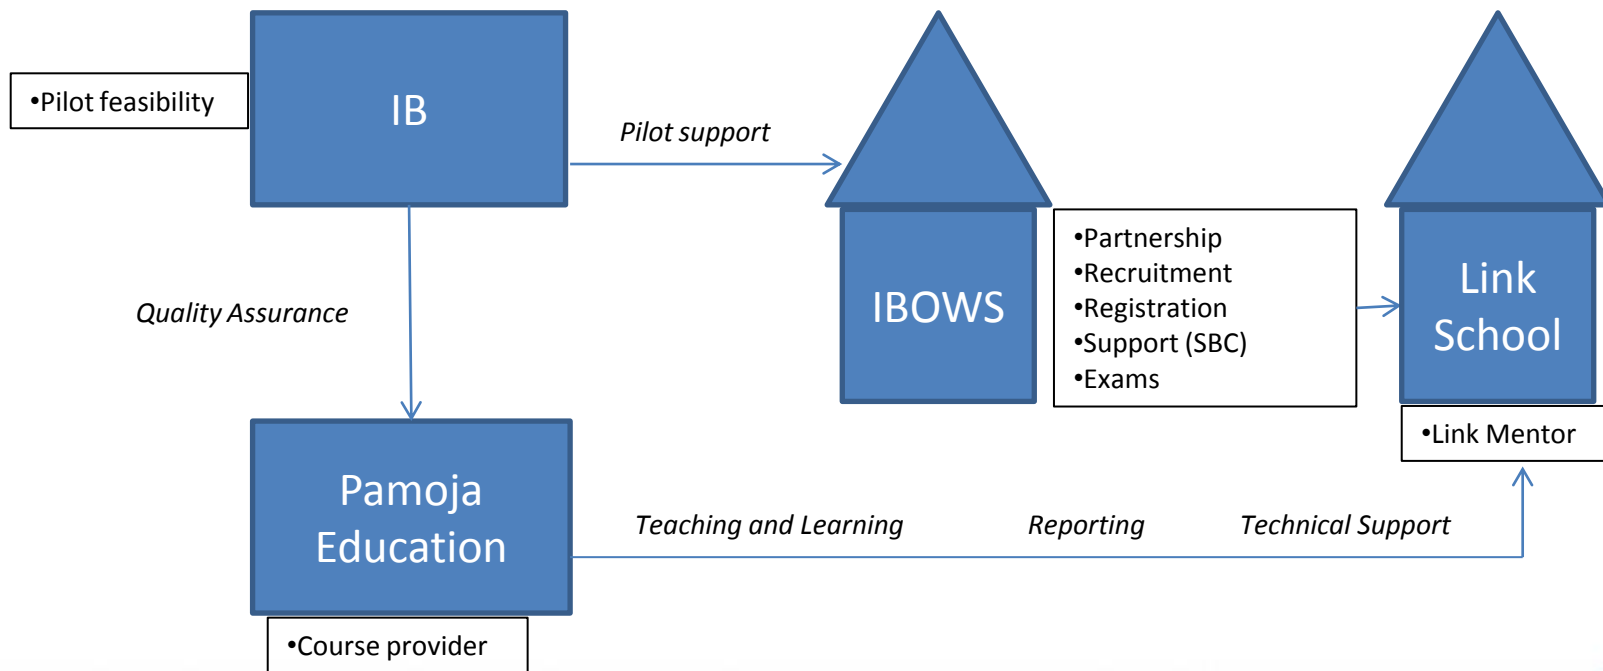 •Pilot feasibility
IB
Pilot support
Quality Assurance
IBOWS
•Partnership
•Recruitment
•Registration
•Support (SBC)
•Exams
Link
School
•Link Mentor
Pamoja
Education
Teaching and Learning
Reporting
Technical Support
•Course provider